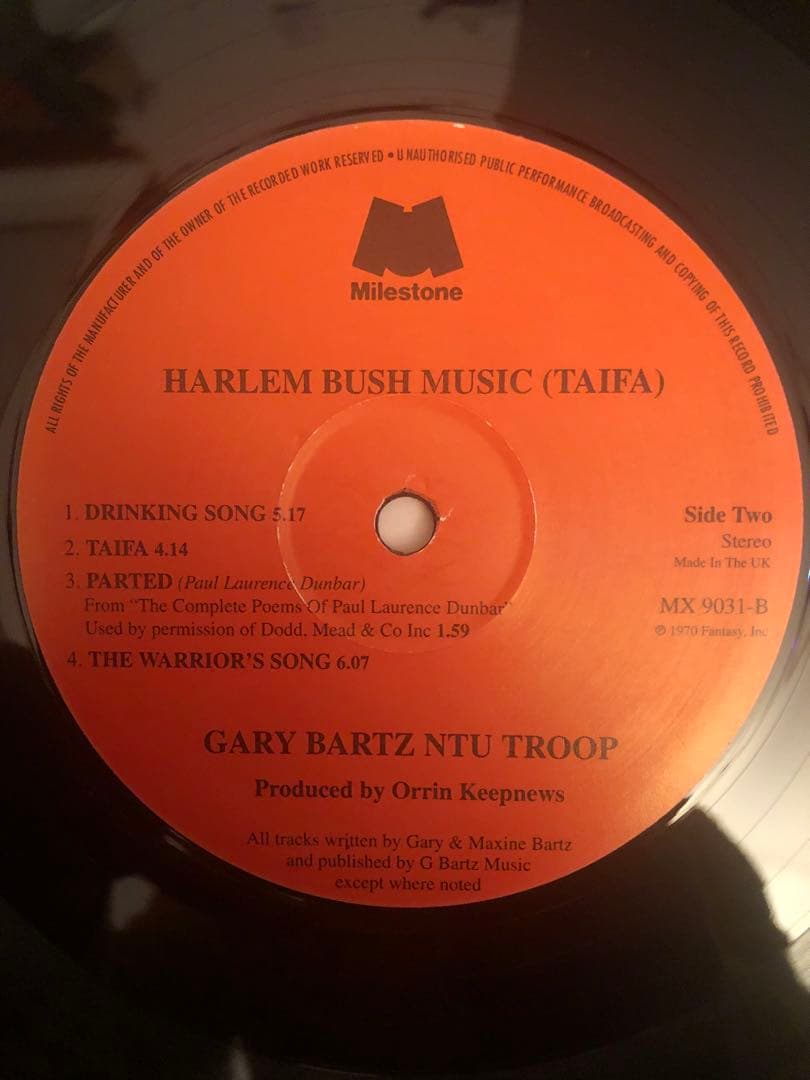 ALL RIGHTS OF THE MANUFACTURER AND OF THE OWNER OF THE RECORDED WORK RESERVED • UNAUTHORISED PUBLIC PERFORMANCE BROADCASTING AND COPYING OF THIS RECORD PROHIBITED
Milestone
HARLEM BUSH MUSIC (TAIFA)
1. DRINKING SONG 5.17
2. TAIFA 4.14
3. PARTED (Paul Laurence Dunbar)
From "The Complete Poems Of Paul Laurence Dunbar"
Used by permission of Dodd, Mead & Co Inc 1.59
4. THE WARRIOR'S SONG 6.07
Side Two
Stereo
Made In The UK
MX 9031-B
℗ 1970 Fantasy, Inc
GARY BARTZ NTU TROOP
Produced by Orrin Keepnews
All tracks written by Gary & Maxine Bartz
and published by G Bartz Music
except where noted